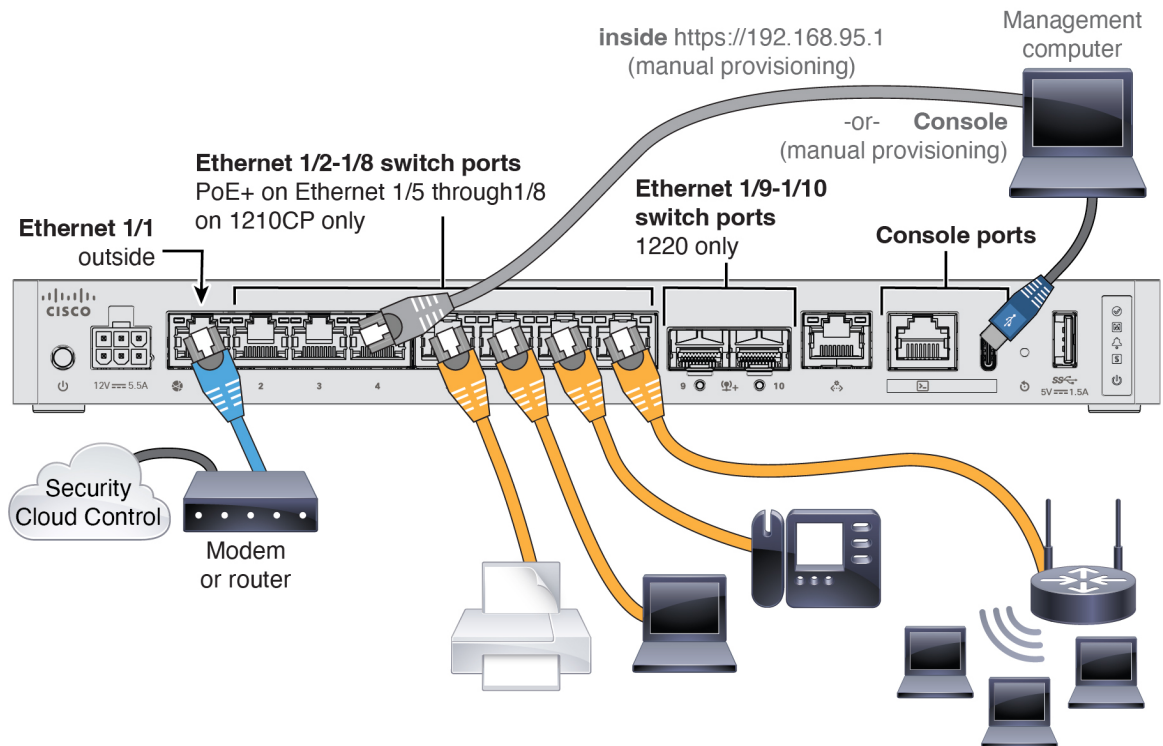 inside https://192.168.95.1
(manual provisioning)
Management
computer
-or- Console
(manual provisioning)
Ethernet 1/2-1/8 switch ports
PoE+ on Ethernet 1/5 through1/8
on 1210CP only
Ethernet 1/9-1/10
switch ports
1220 only
Ethernet 1/1
outside
Console ports
CISCO
12V 5.5A
2
3
4
9
10
SS
5V 1.5A
S
Security
Cloud Control
Modem
or router